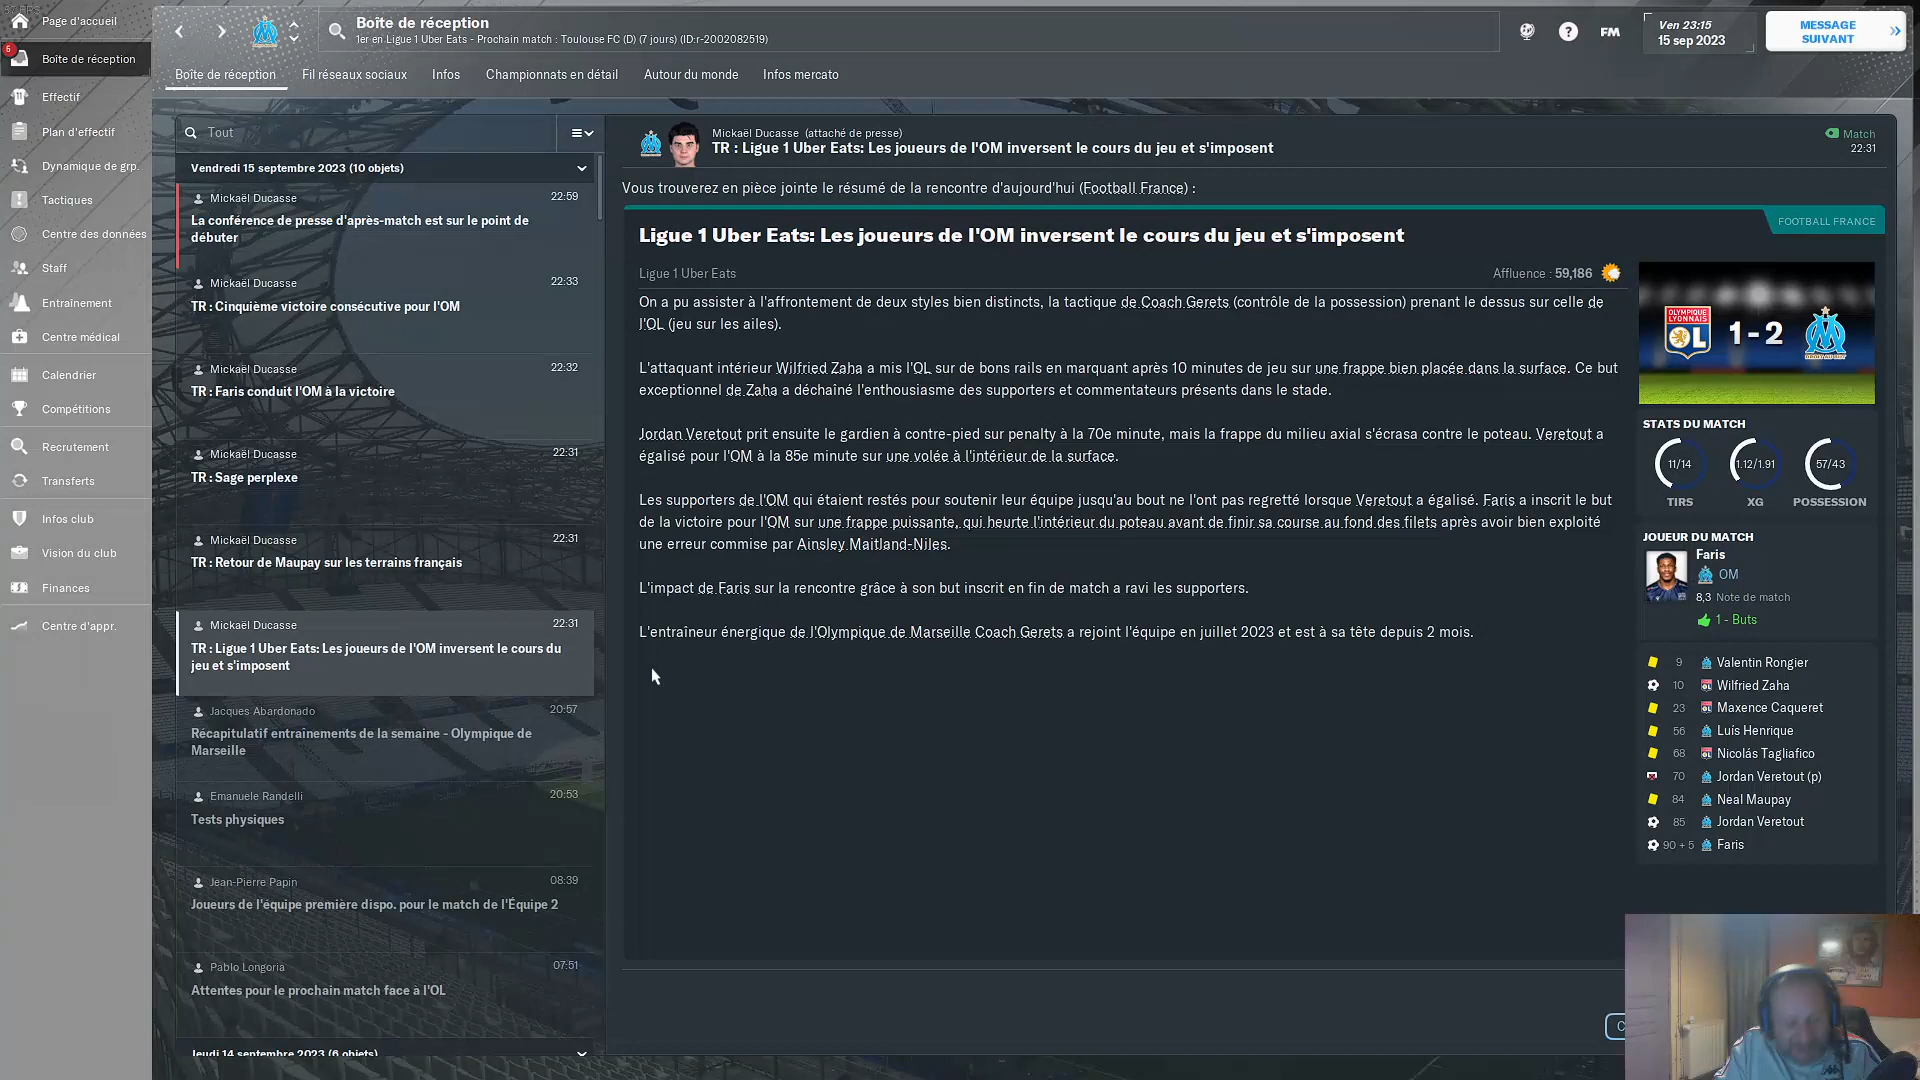 Page d'accueil
6
Boîte de réception
Effectif
Plan d'effectif
Dynamique de grp.
Tactiques
Centre des données
Staff
Entraînement
Centre médical
Calendrier
Compétitions
Recrutement
Transferts
Infos club
Vision du club
Finances
Centre d'appr.
Boîte de réception
1er en Ligue 1 Uber Eats - Prochain match : Toulouse FC (D) (7 jours) (ID:r-2002082519)
?
FM
Ven 23:15
15 sep 2023
MESSAGE
SUIVANT
Boîte de réception Fil réseaux sociaux Infos Championnats en détail Autour du monde Infos mercato
Tout
Vendredi 15 septembre 2023 (10 objets)
Mickaël Ducasse 22:59
La conférence de presse d'après-match est sur le point de
débuter
Mickaël Ducasse 22:33
TR : Cinquième victoire consécutive pour l'OM
Mickaël Ducasse 22:32
TR : Faris conduit l'OM à la victoire
Mickaël Ducasse 22:31
TR : Sage perplexe
Mickaël Ducasse 22:31
TR : Retour de Maupay sur les terrains français
Mickaël Ducasse 22:31
TR : Ligue 1 Uber Eats: Les joueurs de l'OM inversent le cours du
jeu et s'imposent
Jacques Abardonado 20:57
Récapitulatif entraînements de la semaine - Olympique de
Marseille
Emanuele Randelli 20:53
Tests physiques
Jean-Pierre Papin 08:39
Joueurs de l'équipe première dispo. pour le match de l'Équipe 2
Pablo Longoria 07:51
Attentes pour le prochain match face à l'OL
Jeudi 14 septembre 2023 (6 objets)
Mickaël Ducasse (attaché de presse)
TR : Ligue 1 Uber Eats: Les joueurs de l'OM inversent le cours du jeu et s'imposent
Match
22:31
Vous trouverez en pièce jointe le résumé de la rencontre d'aujourd'hui (Football France) :
FOOTBALL FRANCE
Ligue 1 Uber Eats: Les joueurs de l'OM inversent le cours du jeu et s'imposent
Ligue 1 Uber Eats Affluence : 59,186
On a pu assister à l'affrontement de deux styles bien distincts, la tactique de Coach Gerets (contrôle de la possession) prenant le dessus sur celle de
l'OL (jeu sur les ailes).
L'attaquant intérieur Wilfried Zaha a mis l'OL sur de bons rails en marquant après 10 minutes de jeu sur une frappe bien placée dans la surface. Ce but
exceptionnel de Zaha a déchaîné l'enthousiasme des supporters et commentateurs présents dans le stade.
Jordan Veretout prit ensuite le gardien à contre-pied sur penalty à la 70e minute, mais la frappe du milieu axial s'écrasa contre le poteau. Veretout a
égalisé pour l'OM à la 85e minute sur une volée à l'intérieur de la surface.
Les supporters de l'OM qui étaient restés pour soutenir leur équipe jusqu'au bout ne l'ont pas regretté lorsque Veretout a égalisé. Faris a inscrit le but
de la victoire pour l'OM sur une frappe puissante, qui heurte l'intérieur du poteau avant de finir sa course au fond des filets après avoir bien exploité
une erreur commise par Ainsley Maitland-Niles.
L'impact de Faris sur la rencontre grâce à son but inscrit en fin de match a ravi les supporters.
L'entraîneur énergique de l'Olympique de Marseille Coach Gerets a rejoint l'équipe en juillet 2023 et est à sa tête depuis 2 mois.
OLYMPIQUE
LYONNAIS
OL
1 - 2
STATS DU MATCH
11/14 1.12/1.91 57/43
TIRS XG POSSESSION
JOUEUR DU MATCH
Faris
OM
8,3 Note de match
1 - Buts
9 Valentin Rongier
10 Wilfried Zaha
23 Maxence Caqueret
56 Luís Henrique
68 Nicolás Tagliafico
70 Jordan Veretout (p)
84 Neal Maupay
85 Jordan Veretout
90 + 5 Faris